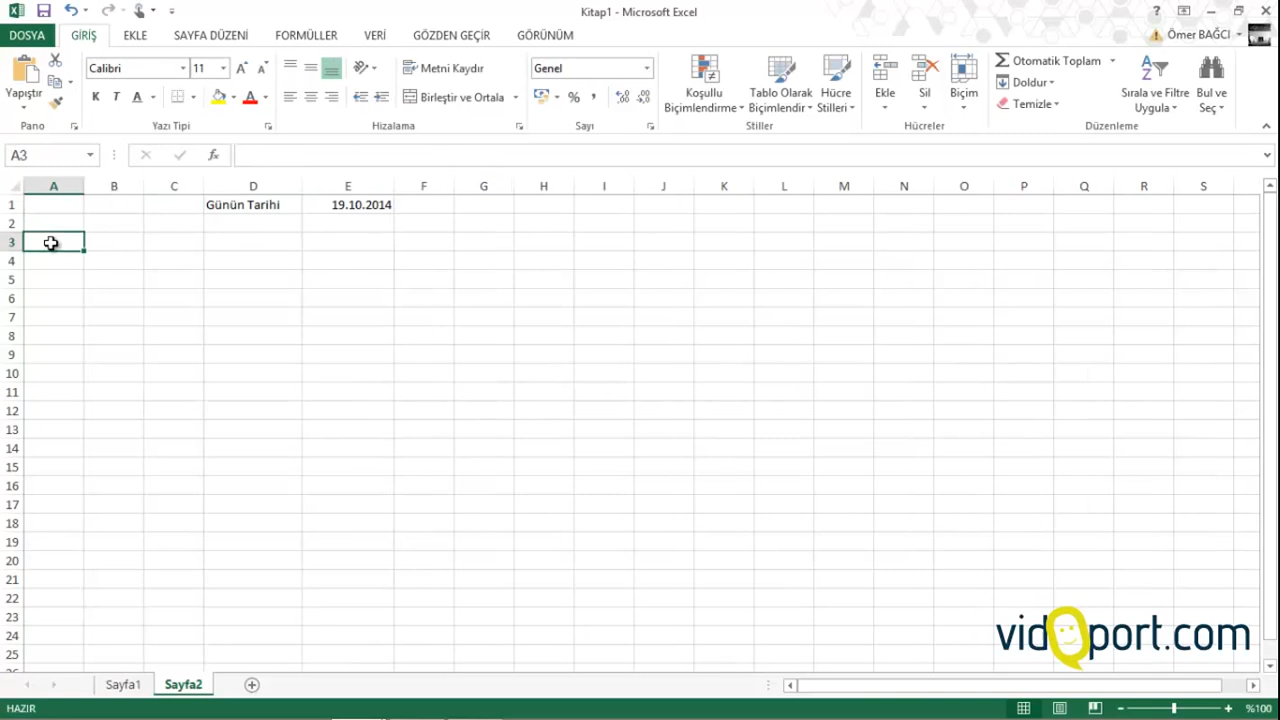 Kitap1 - Microsoft Excel
DOSYA GİRİŞ EKLE SAYFA DÜZENİ FORMÜLLER VERİ GÖZDEN GEÇİR GÖRÜNÜM Ömer BAĞCI
Yapıştır
Calibri 11
K T A
Metni Kaydır
Birleştir ve Ortala
Genel
Koşullu Biçimlendirme
Tablo Olarak Biçimlendir
Hücre Stilleri
Ekle
Sil
Biçim
Otomatik Toplam
Doldur
Temizle
Sırala ve Filtre Uygula
Bul ve Seç
Pano Yazı Tipi Hizalama Sayı Stiller Hücreler Düzenleme
A3 fx
A B C D E F G H I J K L M N O P Q R S
1 Günün Tarihi 19.10.2014
2
3
4
5
6
7
8
9
10
11
12
13
14
15
16
17
18
19
20
21
22
23
24
25
vidOport.com
Sayfa1 Sayfa2
HAZIR %100